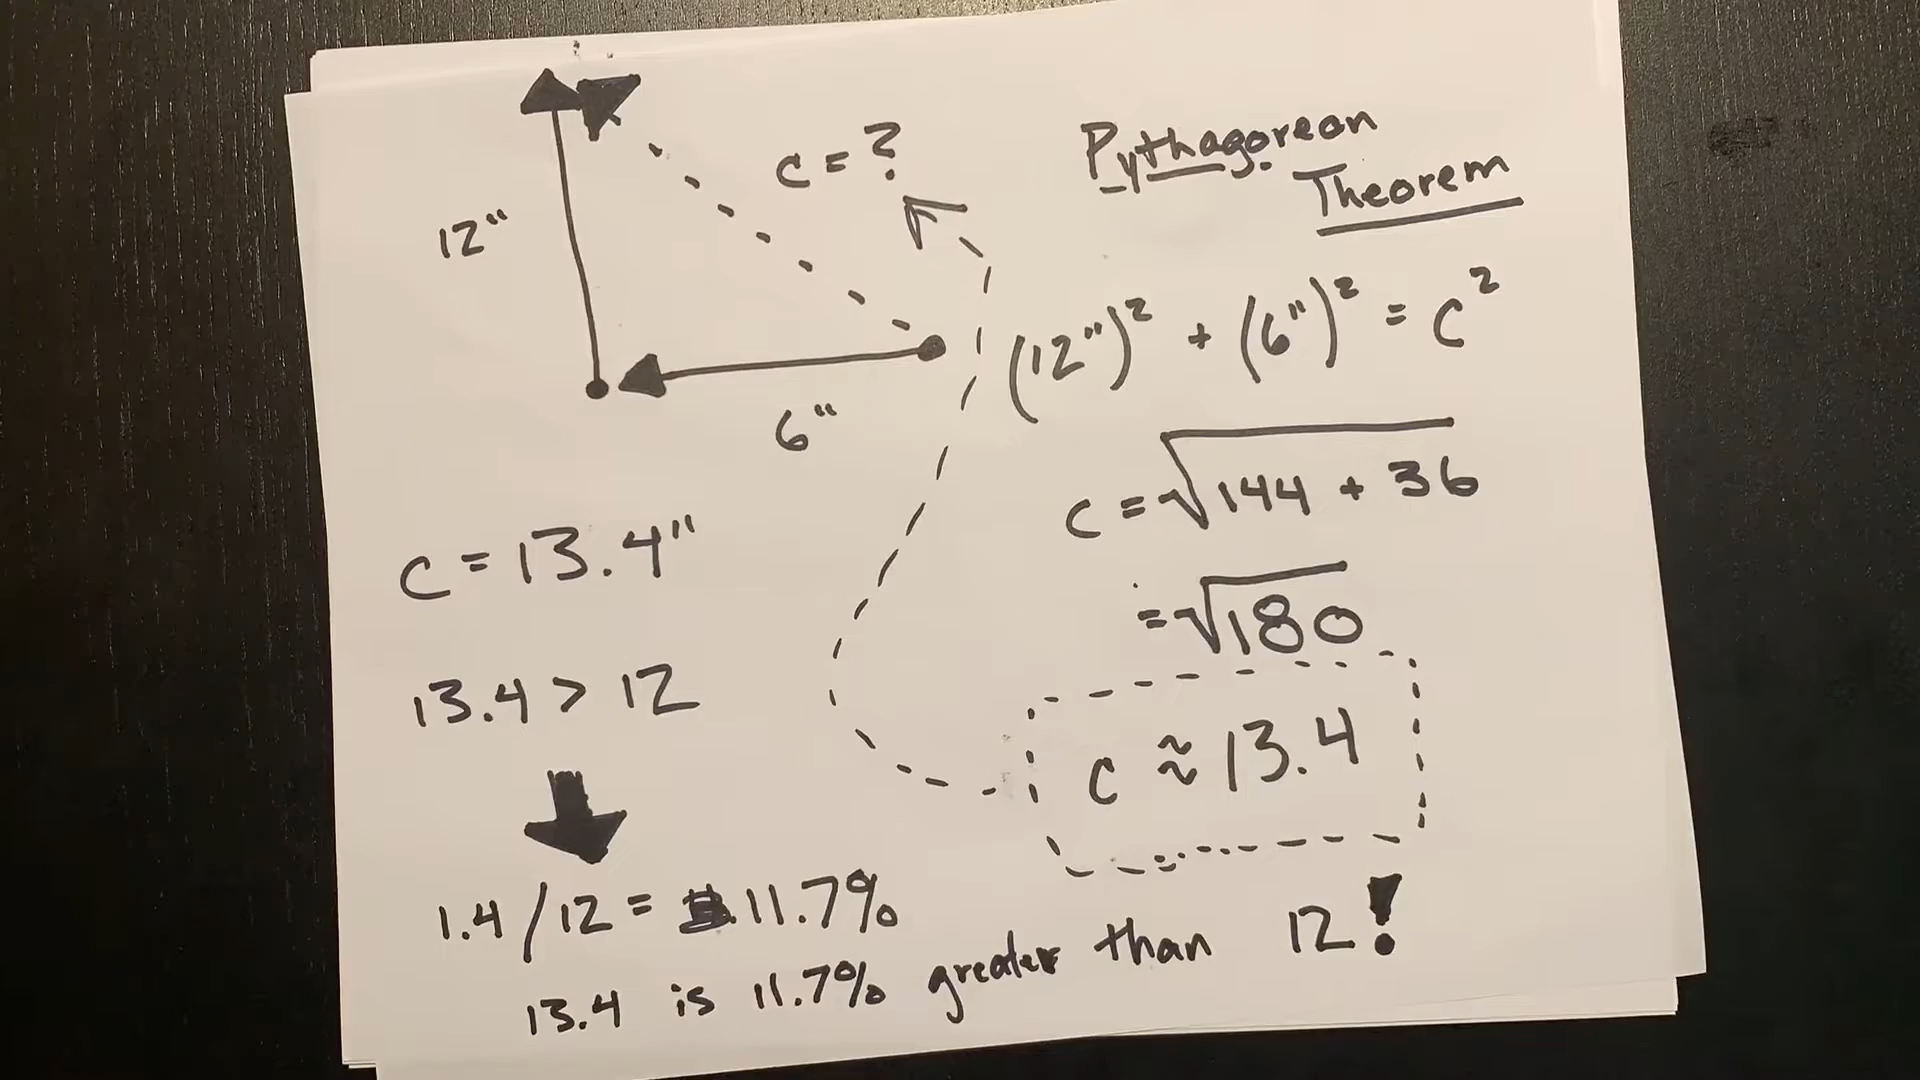 12"
c = ?
6"
Pythagorean
Theorem
(12")² + (6")² = c²
c = √144 + 36
= √180
c ≈ 13.4
c = 13.4"
13.4 > 12
1.4 / 12 = 11.7%
13.4 is 11.7% greater than 12!